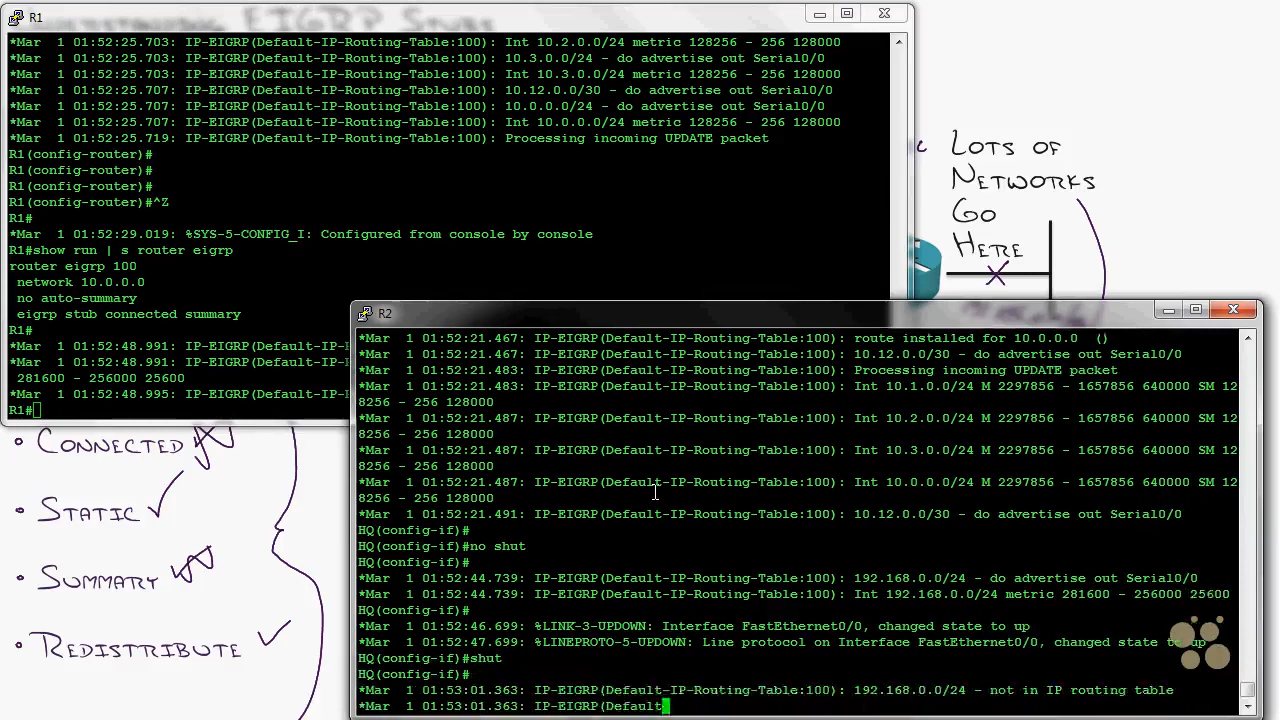 UNDERSTANDING EIGRP STUBS
R1
*Mar  1 01:52:25.703: IP-EIGRP(Default-IP-Routing-Table:100): Int 10.2.0.0/24 metric 128256 - 256 128000
*Mar  1 01:52:25.703: IP-EIGRP(Default-IP-Routing-Table:100): 10.3.0.0/24 - do advertise out Serial0/0
*Mar  1 01:52:25.703: IP-EIGRP(Default-IP-Routing-Table:100): Int 10.3.0.0/24 metric 128256 - 256 128000
*Mar  1 01:52:25.707: IP-EIGRP(Default-IP-Routing-Table:100): 10.12.0.0/30 - do advertise out Serial0/0
*Mar  1 01:52:25.707: IP-EIGRP(Default-IP-Routing-Table:100): 10.0.0.0/24 - do advertise out Serial0/0
*Mar  1 01:52:25.707: IP-EIGRP(Default-IP-Routing-Table:100): Int 10.0.0.0/24 metric 128256 - 256 128000
*Mar  1 01:52:25.719: IP-EIGRP(Default-IP-Routing-Table:100): Processing incoming UPDATE packet
R1(config-router)#
R1(config-router)#
R1(config-router)#
R1(config-router)#^Z
R1#
*Mar  1 01:52:29.019: %SYS-5-CONFIG_I: Configured from console by console
R1#show run | s router eigrp
router eigrp 100
 network 10.0.0.0
 no auto-summary
 eigrp stub connected summary
R1#
*Mar  1 01:52:48.991: IP-EIGRP(Default-IP-
*Mar  1 01:52:48.991: IP-EIGRP(Default-IP-
 281600 - 256000 25600
*Mar  1 01:52:48.995: IP-EIGRP(Default-IP-
R1#
LOTS OF
NETWORKS
GO
HERE
R2
*Mar  1 01:52:21.467: IP-EIGRP(Default-IP-Routing-Table:100): route installed for 10.0.0.0  ()
*Mar  1 01:52:21.467: IP-EIGRP(Default-IP-Routing-Table:100): 10.12.0.0/30 - do advertise out Serial0/0
*Mar  1 01:52:21.483: IP-EIGRP(Default-IP-Routing-Table:100): Processing incoming UPDATE packet
*Mar  1 01:52:21.483: IP-EIGRP(Default-IP-Routing-Table:100): Int 10.1.0.0/24 M 2297856 - 1657856 640000 SM 12
8256 - 256 128000
*Mar  1 01:52:21.487: IP-EIGRP(Default-IP-Routing-Table:100): Int 10.2.0.0/24 M 2297856 - 1657856 640000 SM 12
8256 - 256 128000
*Mar  1 01:52:21.487: IP-EIGRP(Default-IP-Routing-Table:100): Int 10.3.0.0/24 M 2297856 - 1657856 640000 SM 12
8256 - 256 128000
*Mar  1 01:52:21.487: IP-EIGRP(Default-IP-Routing-Table:100): Int 10.0.0.0/24 M 2297856 - 1657856 640000 SM 12
8256 - 256 128000
*Mar  1 01:52:21.491: IP-EIGRP(Default-IP-Routing-Table:100): 10.12.0.0/30 - do advertise out Serial0/0
HQ(config-if)#
HQ(config-if)#no shut
HQ(config-if)#
*Mar  1 01:52:44.739: IP-EIGRP(Default-IP-Routing-Table:100): 192.168.0.0/24 - do advertise out Serial0/0
*Mar  1 01:52:44.739: IP-EIGRP(Default-IP-Routing-Table:100): Int 192.168.0.0/24 metric 281600 - 256000 25600
HQ(config-if)#
*Mar  1 01:52:46.699: %LINK-3-UPDOWN: Interface FastEthernet0/0, changed state to up
*Mar  1 01:52:47.699: %LINEPROTO-5-UPDOWN: Line protocol on Interface FastEthernet0/0, changed state to up
HQ(config-if)#shut
HQ(config-if)#
*Mar  1 01:53:01.363: IP-EIGRP(Default-IP-Routing-Table:100): 192.168.0.0/24 - not in IP routing table
*Mar  1 01:53:01.363: IP-EIGRP(Default
• CONNECTED
• STATIC
• SUMMARY
• REDISTRIBUTE